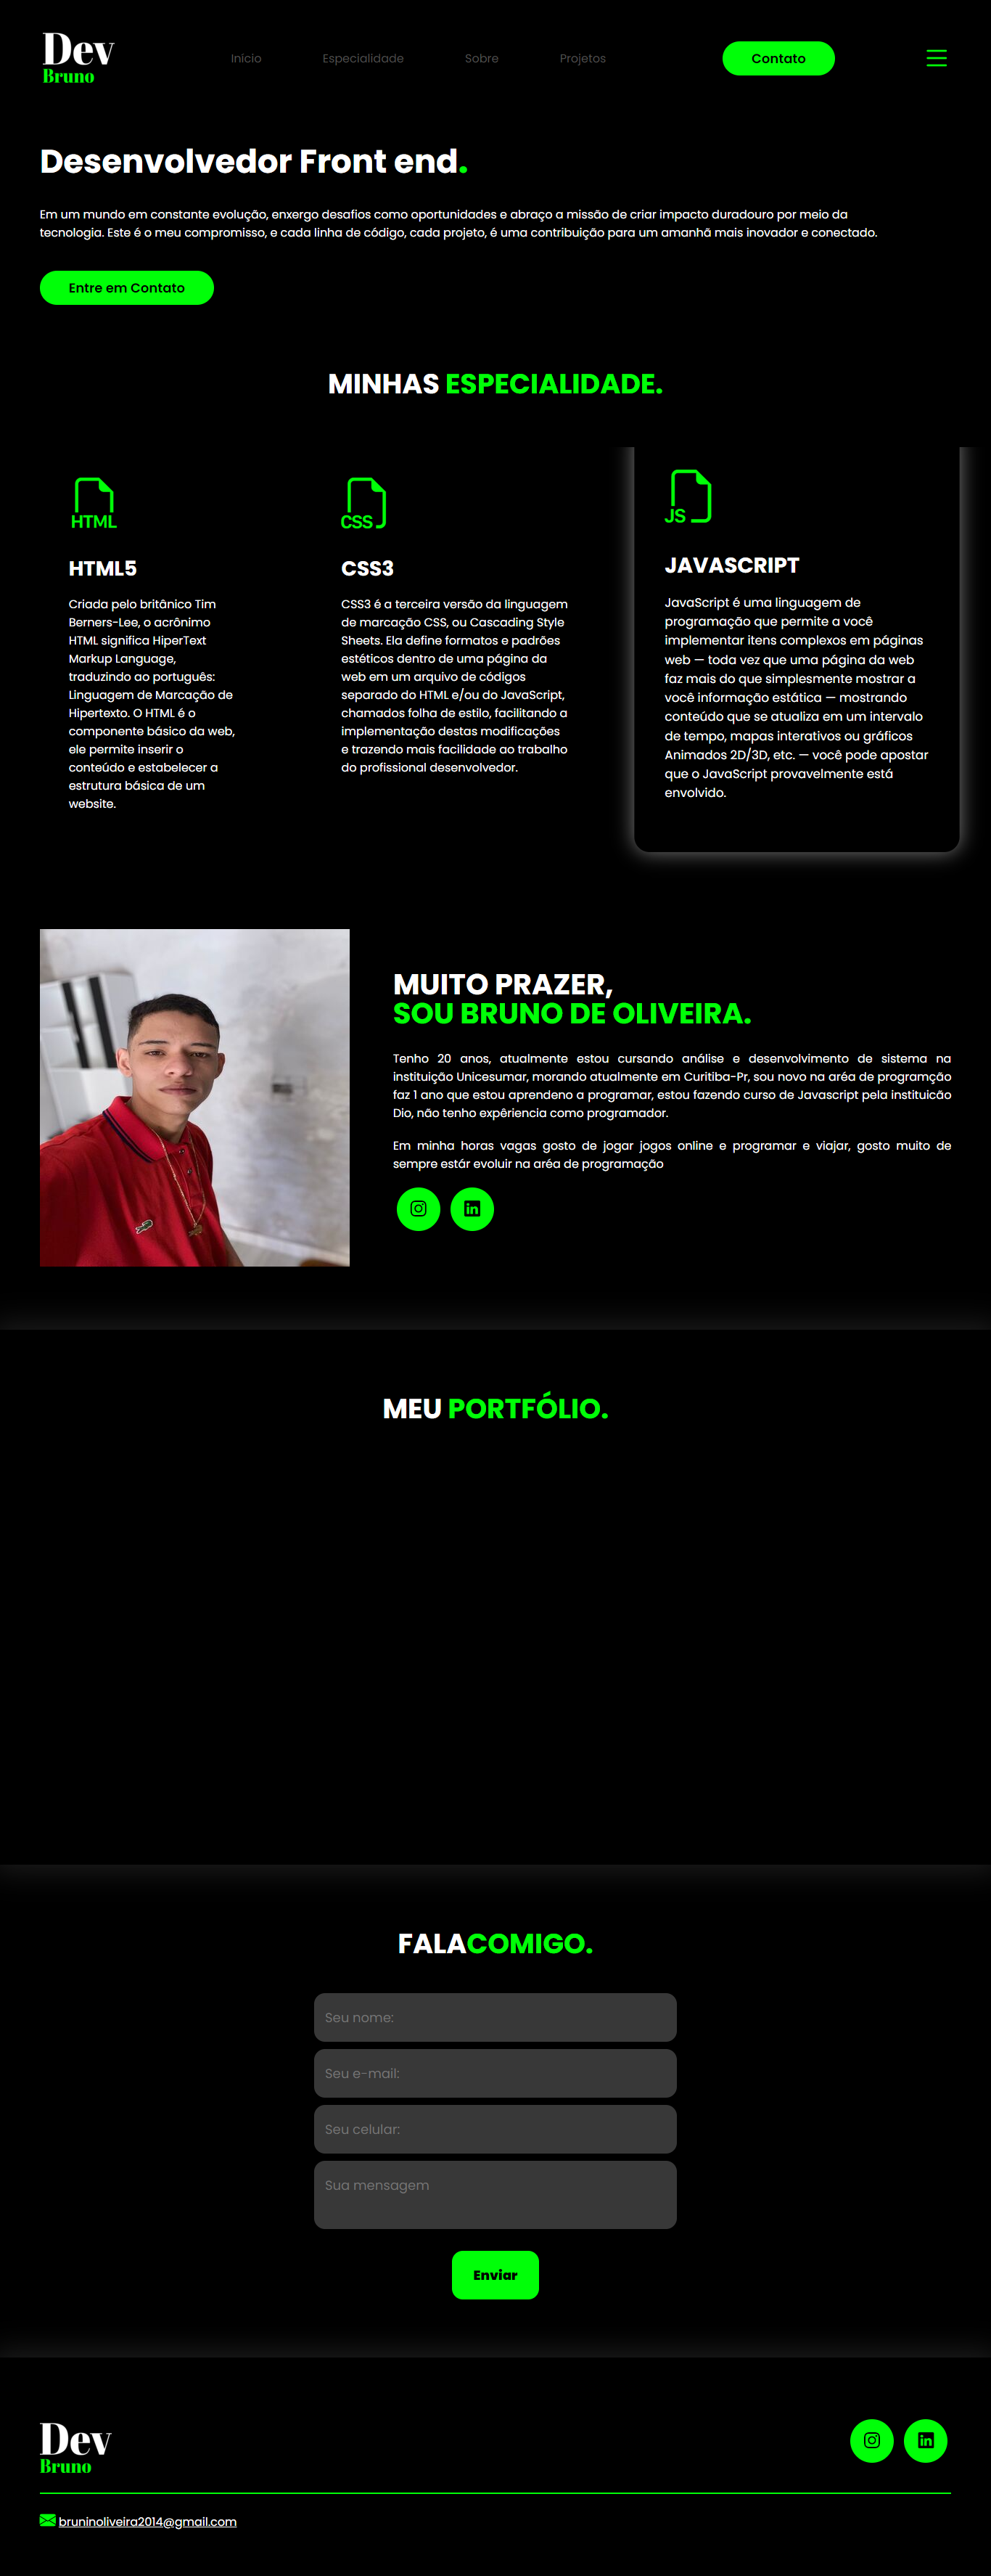 Dev
Bruno
Início
Especialidade
Sobre
Projetos
Contato
Desenvolvedor Front end.
Em um mundo em constante evolução, enxergo desafios como oportunidades e abraço a missão de criar impacto duradouro por meio da
tecnologia. Este é o meu compromisso, e cada linha de código, cada projeto, é uma contribuição para um amanhã mais inovador e conectado.
Entre em Contato
MINHAS ESPECIALIDADE.
HTML
HTML5
Criada pelo britânico Tim
Berners-Lee, o acrônimo
HTML significa HiperText
Markup Language,
traduzindo ao português:
Linguagem de Marcação de
Hipertexto. O HTML é o
componente básico da web,
ele permite inserir o
conteúdo e estabelecer a
estrutura básica de um
website.
CSS
CSS3
CSS3 é a terceira versão da linguagem
de marcação CSS, ou Cascading Style
Sheets. Ela define formatos e padrões
estéticos dentro de uma página da
web em um arquivo de códigos
separado do HTML e/ou do JavaScript,
chamados folha de estilo, facilitando a
implementação destas modificações
e trazendo mais facilidade ao trabalho
do profissional desenvolvedor.
JS
JAVASCRIPT
JavaScript é uma linguagem de
programação que permite a você
implementar itens complexos em páginas
web — toda vez que uma página da web
faz mais do que simplesmente mostrar a
você informação estática — mostrando
conteúdo que se atualiza em um intervalo
de tempo, mapas interativos ou gráficos
Animados 2D/3D, etc. — você pode apostar
que o JavaScript provavelmente está
envolvido.
MUITO PRAZER,
SOU BRUNO DE OLIVEIRA.
Tenho 20 anos, atualmente estou cursando análise e desenvolvimento de sistema na
instituição Unicesumar, morando atualmente em Curitiba-Pr, sou novo na aréa de programção
faz 1 ano que estou aprendeno a programar, estou fazendo curso de Javascript pela instituicão
Dio, não tenho expêriencia como programador.
Em minha horas vagas gosto de jogar jogos online e programar e viajar, gosto muito de
sempre estár evoluir na aréa de programação
MEU PORTFÓLIO.
FALACOMIGO.
Seu nome:
Seu e-mail:
Seu celular:
Sua mensagem
Enviar
Dev
Bruno
bruninoliveira2014@gmail.com